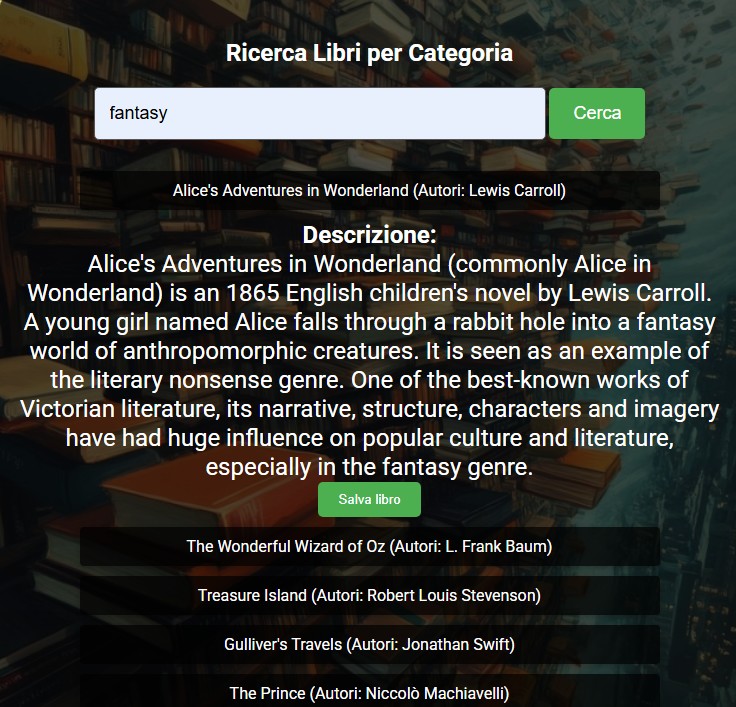 Ricerca Libri per Categoria
fantasy
Cerca
Alice's Adventures in Wonderland (Autori: Lewis Carroll)
Descrizione:
Alice's Adventures in Wonderland (commonly Alice in
Wonderland) is an 1865 English children's novel by Lewis Carroll.
A young girl named Alice falls through a rabbit hole into a fantasy
world of anthropomorphic creatures. It is seen as an example of
the literary nonsense genre. One of the best-known works of
Victorian literature, its narrative, structure, characters and imagery
have had huge influence on popular culture and literature,
especially in the fantasy genre.
Salva libro
The Wonderful Wizard of Oz (Autori: L. Frank Baum)
Treasure Island (Autori: Robert Louis Stevenson)
Gulliver's Travels (Autori: Jonathan Swift)
The Prince (Autori: Niccolò Machiavelli)